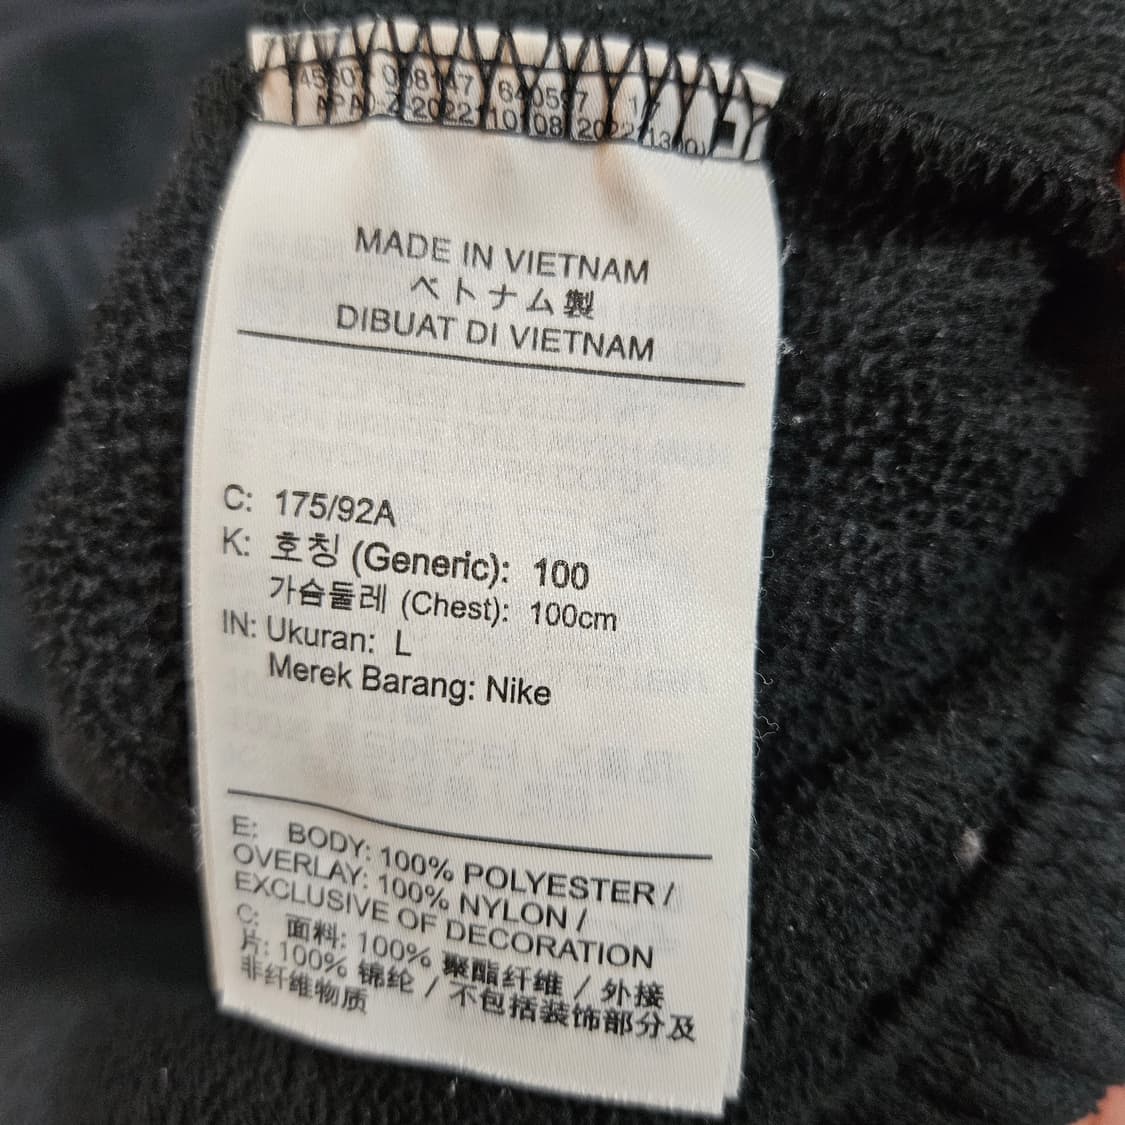 MADE IN VIETNAM
ベトナム製
DIBUAT DI VIETNAM
C: 175/92A
K: 호칭 (Generic): 100
가슴둘레 (Chest): 100cm
IN: Ukuran: L
Merek Barang: Nike
E: BODY: 100% POLYESTER /
OVERLAY: 100% NYLON /
EXCLUSIVE OF DECORATION
C: 面料: 100% 聚酯纤维 / 外接
片: 100% 锦纶 / 不包括装饰部分及
非纤维物质